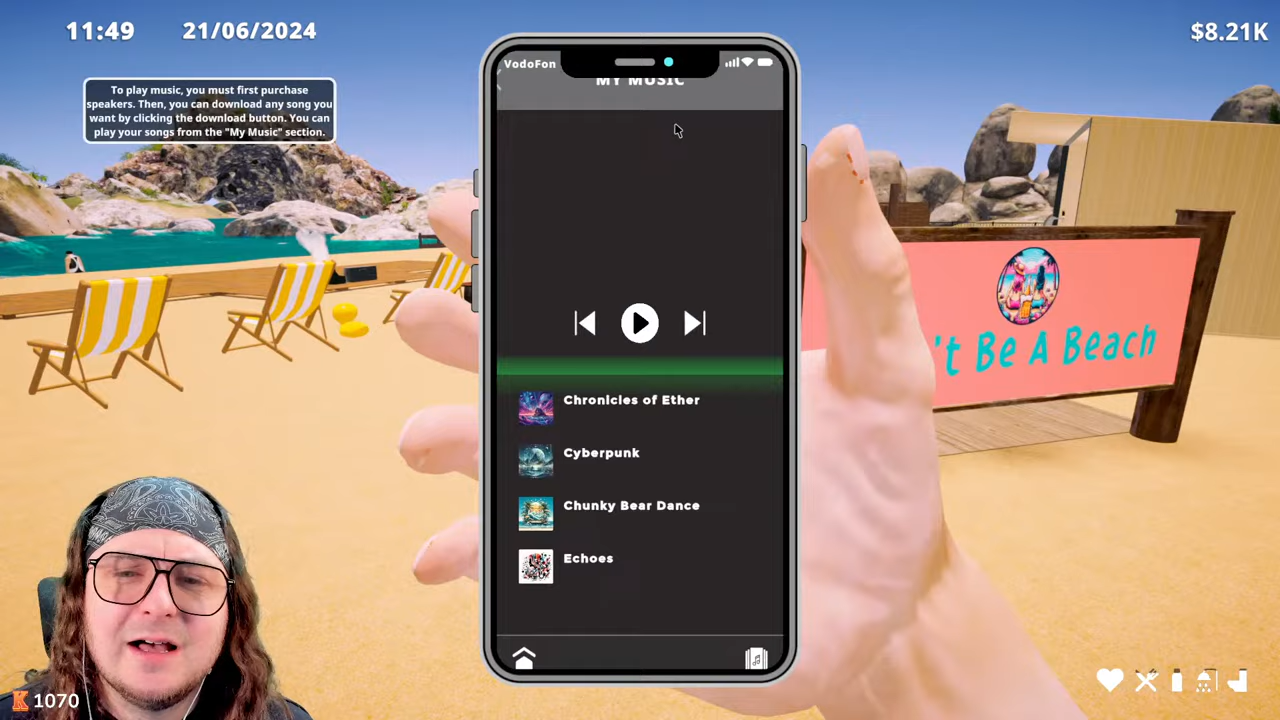 11:49
21/06/2024
$8.21K
To play music, you must first purchase
speakers. Then, you can download any song you
want by clicking the download button. You can
play your songs from the "My Music" section.
VodoFon
MY MUSIC
't Be A Beach
Chronicles of Ether
Cyberpunk
Chunky Bear Dance
Echoes
K 1070